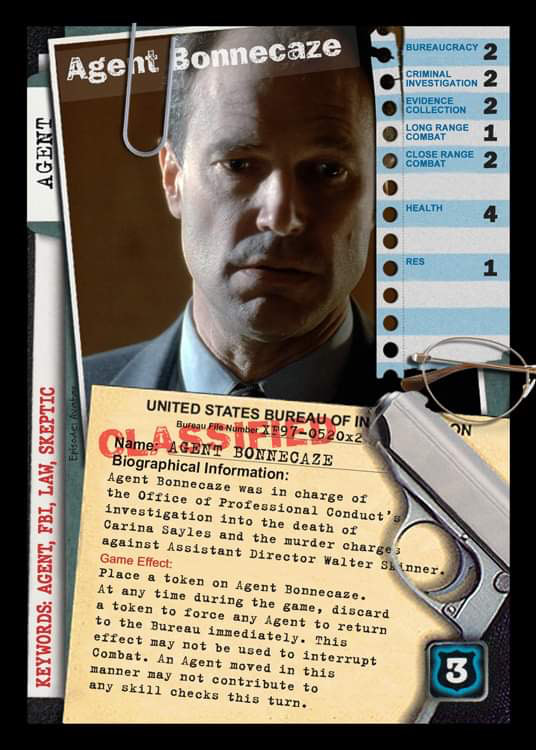 Agent Bonnecaze
BUREAUCRACY 2
CRIMINAL
INVESTIGATION 2
EVIDENCE
COLLECTION 2
LONG RANGE
COMBAT 1
CLOSE RANGE
COMBAT 2
HEALTH 4
RES 1
AGENT
KEYWORDS: AGENT, FBI, LAW, SKEPTIC
Episode: Avatar
UNITED STATES BUREAU OF IN ON
Bureau File Number XF97-0520x2
CLASSIFIED
Name: AGENT BONNECAZE
Biographical Information:
Agent Bonnecaze was in charge of
the Office of Professional Conduct's
investigation into the death of
Carina Sayles and the murder charges
against Assistant Director Walter Skinner.
Game Effect:
Place a token on Agent Bonnecaze.
At any time during the game, discard
a token to force any Agent to return
to the Bureau immediately. This
effect may not be used to interrupt
Combat. An Agent moved in this
manner may not contribute to
any skill checks this turn.
3